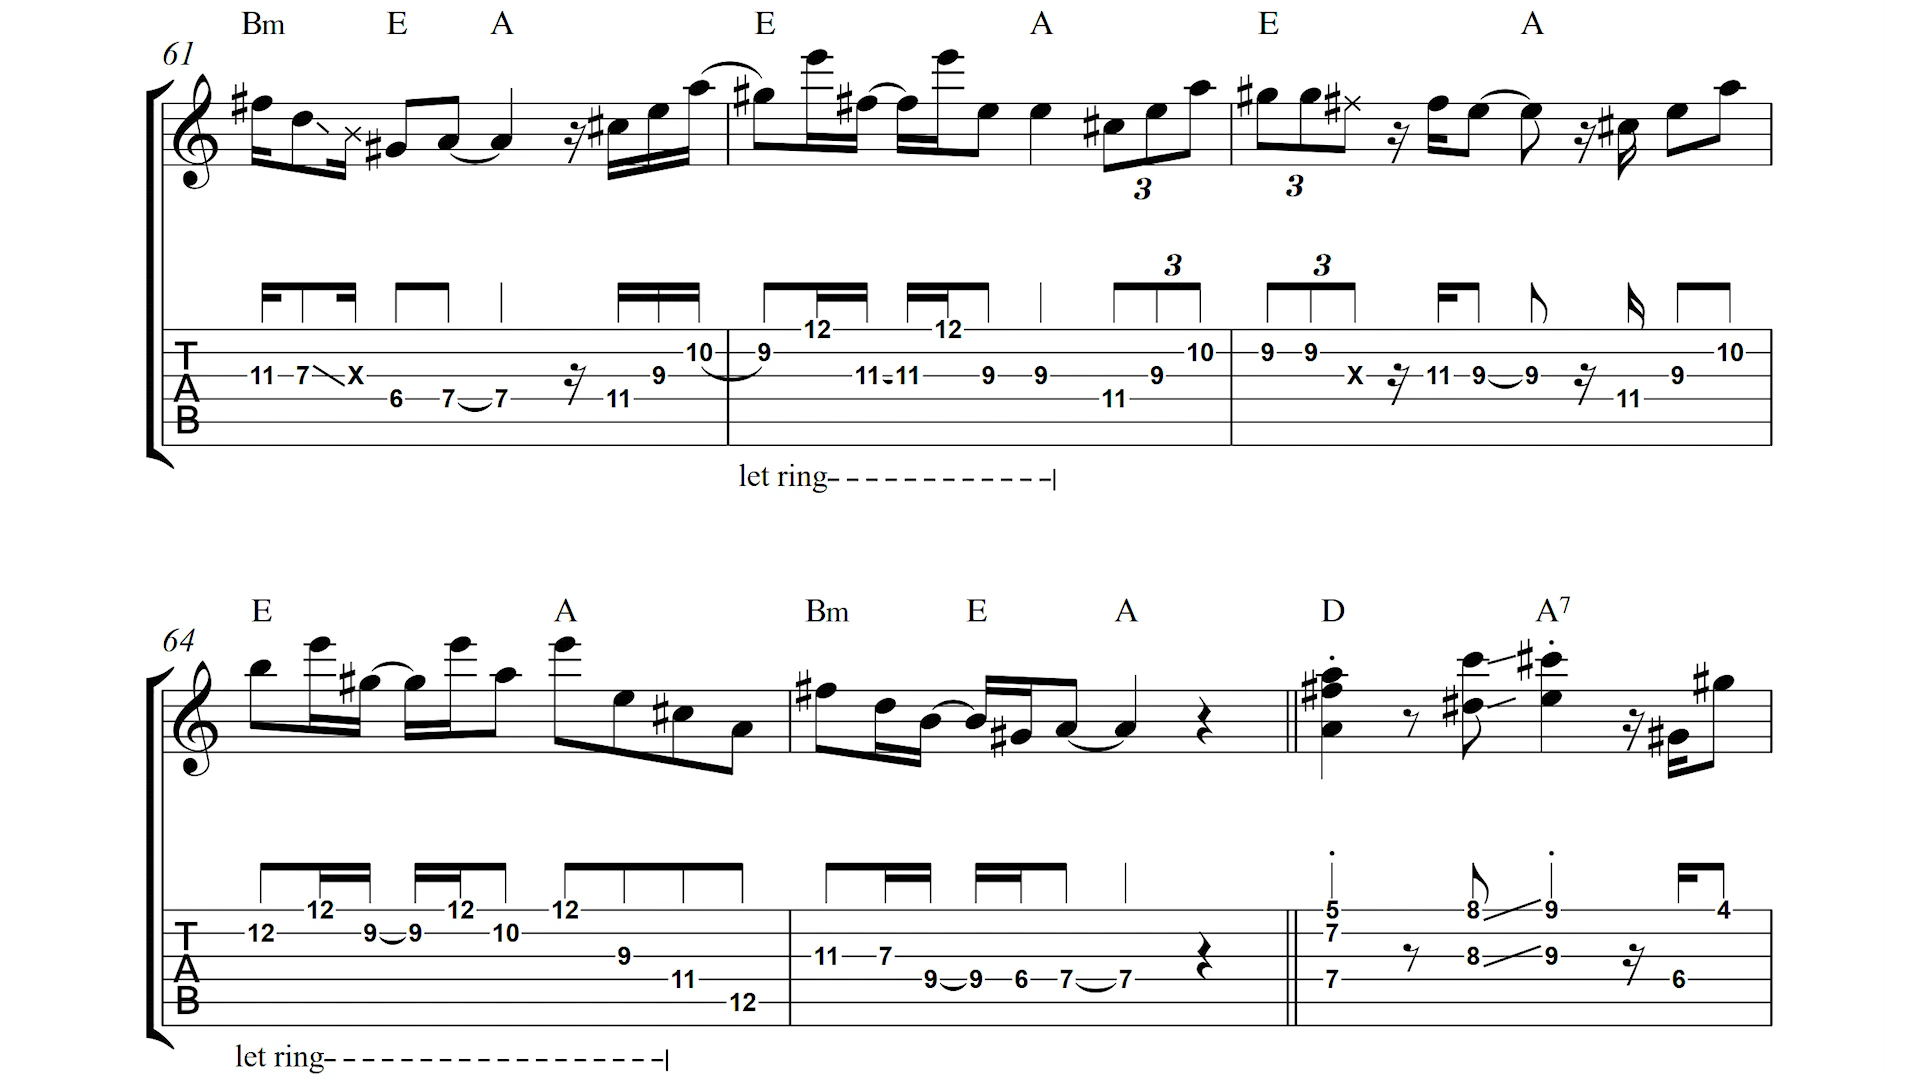 Bm E A E A E A
61
3 3
3 3
12 12
T 10 9 10 9 9 10
A 11 7 X 9 11 11 9 9 9 X 11 9 9 9
6 7 7 11 11 11
B
let ring
E A Bm E A D A7
64
12 12 12 5 8 9 4
T 12 9 9 10 7
A 9 11 7 8 9
11 9 9 6 7 7 7 6
B 12
let ring